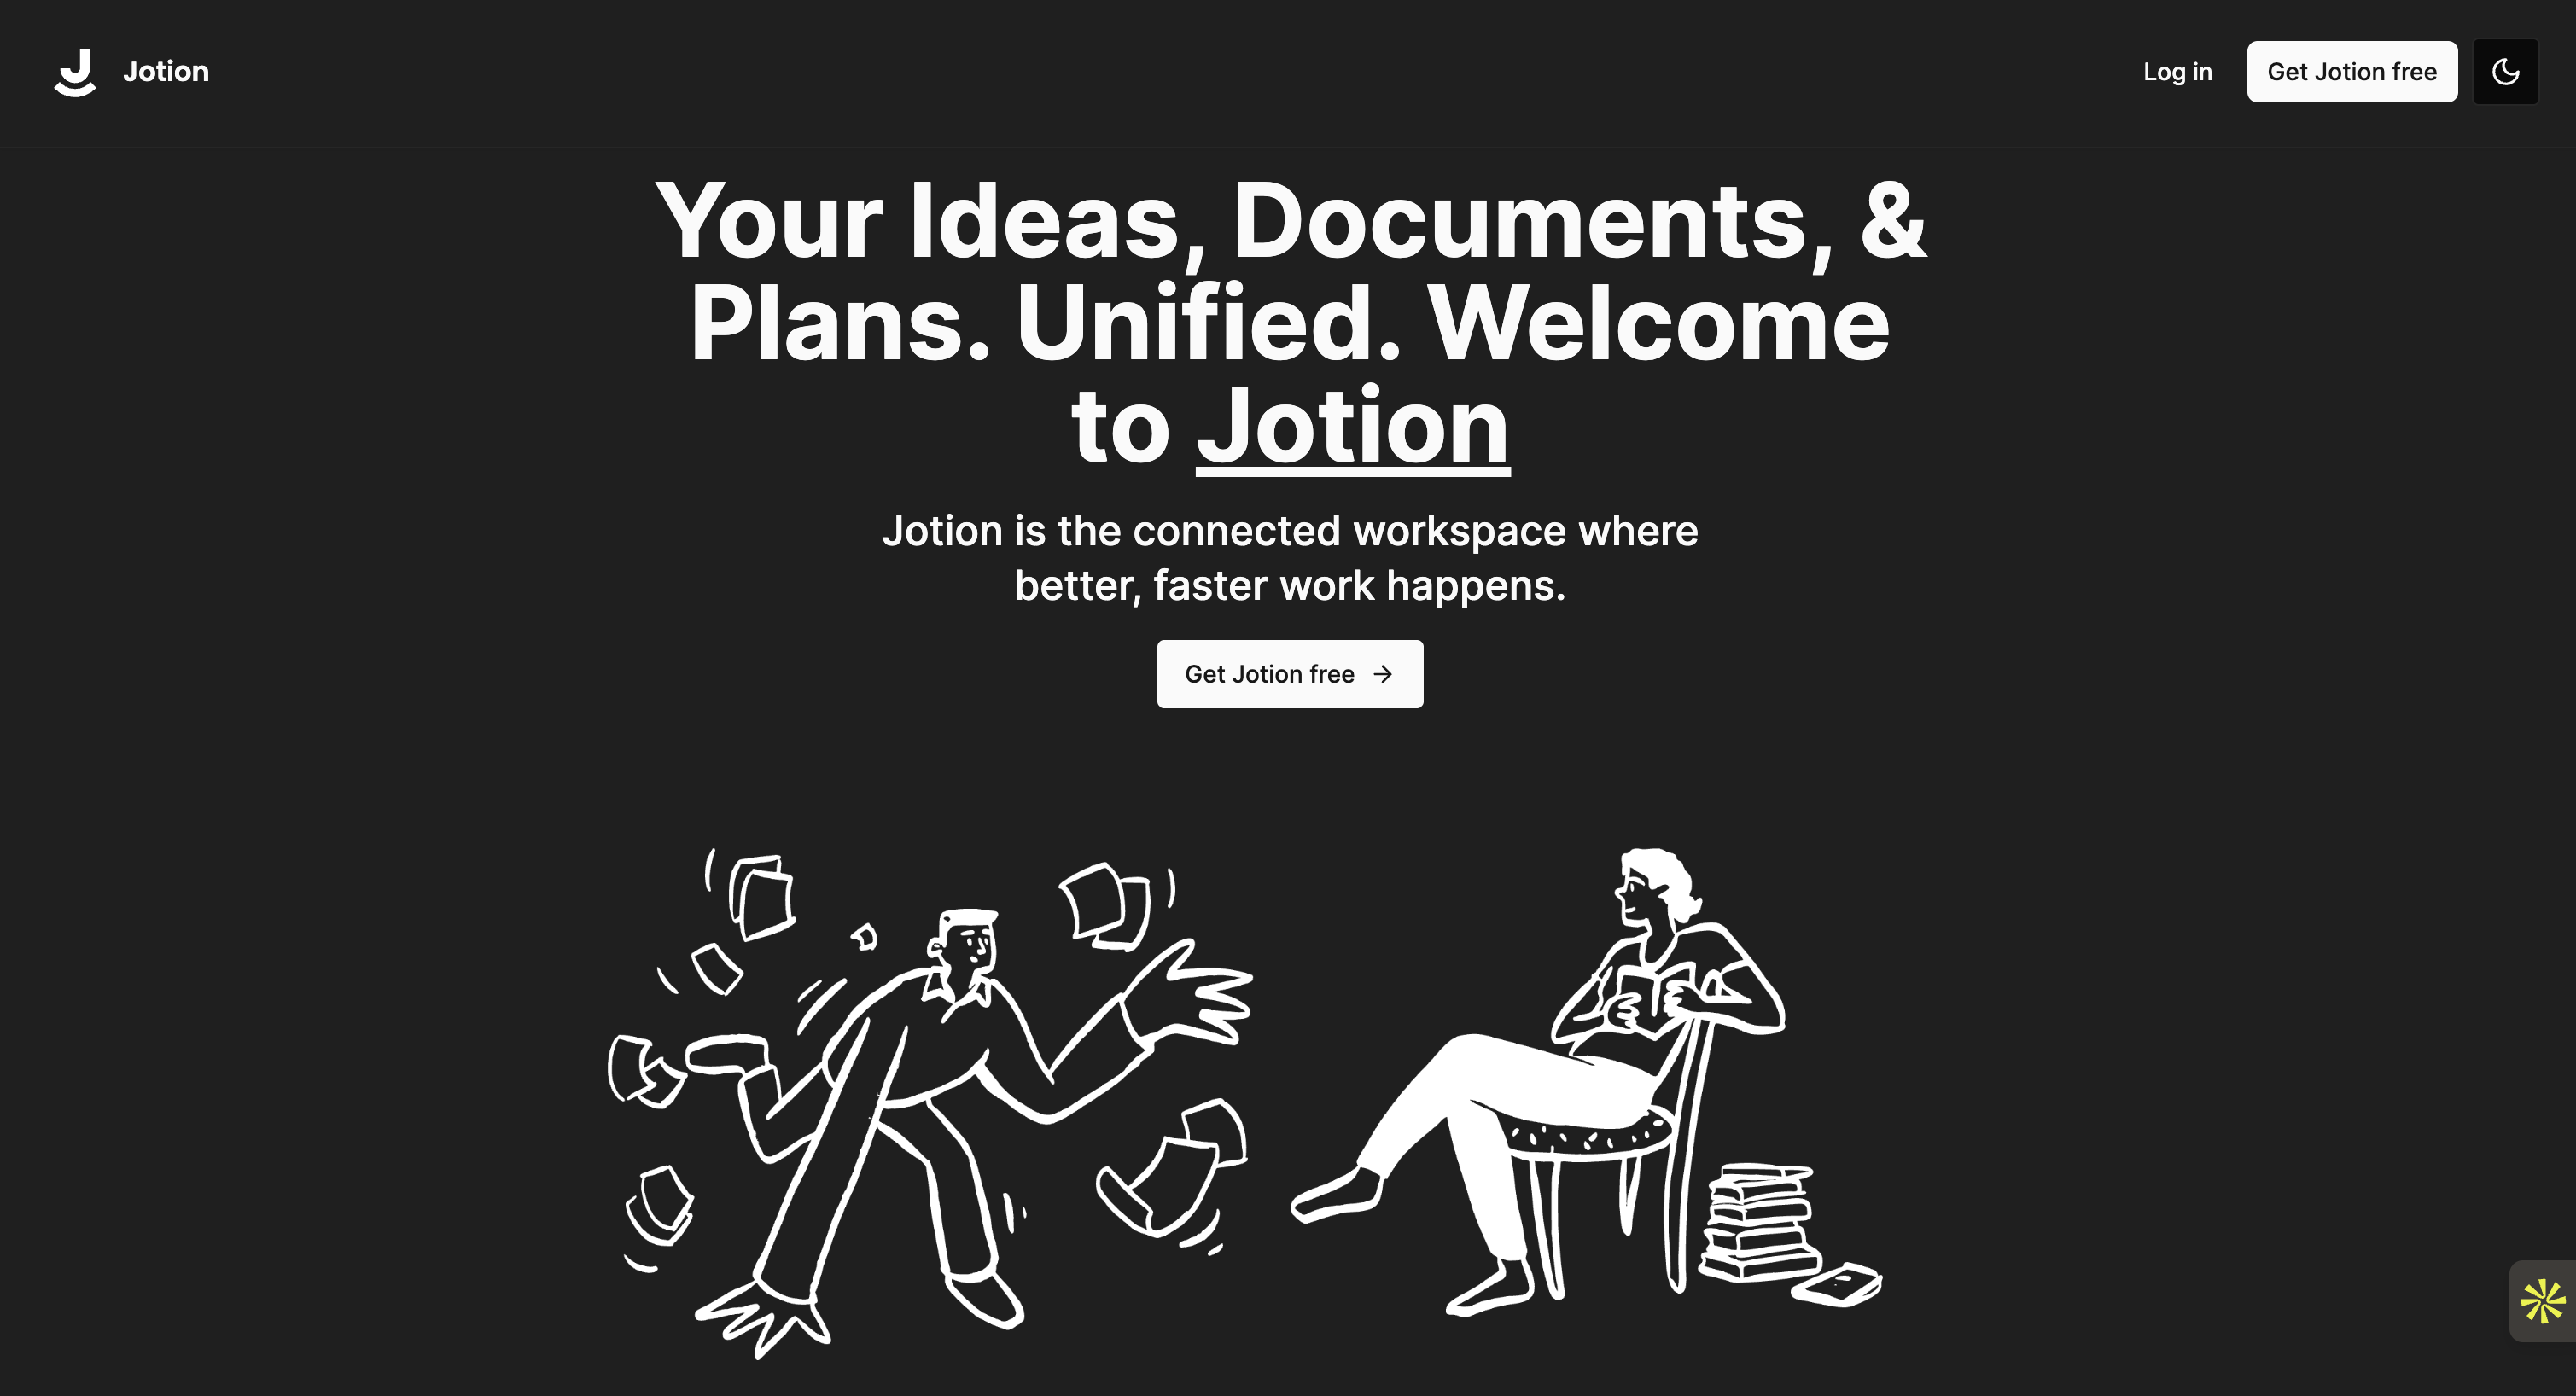 Jotion
Log in
Get Jotion free
Your Ideas, Documents, &
Plans. Unified. Welcome
to Jotion
Jotion is the connected workspace where
better, faster work happens.
Get Jotion free